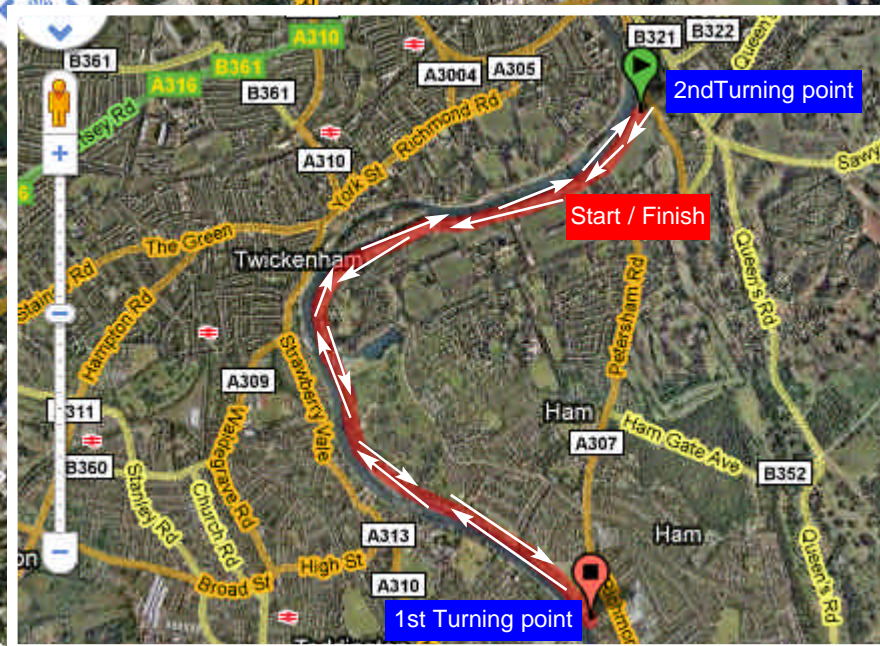 B321
B322
Queen's
A310
B361
B361
A316
B361
A3004
A305
2ndTurning point
Richmond Rd
A310
Sawy
York St
Start / Finish
The Green
Twickenham
Queen's Rd
Hampton Rd
Petersham Rd
Strawberry Vale
A309
Ham
Waldegrave Rd
Ham Gate Ave
A307
B360
B352
Stanley Rd
Church Rd
A313
Ham
High St
Queen's Rd
Broad St
A310
1st Turning point